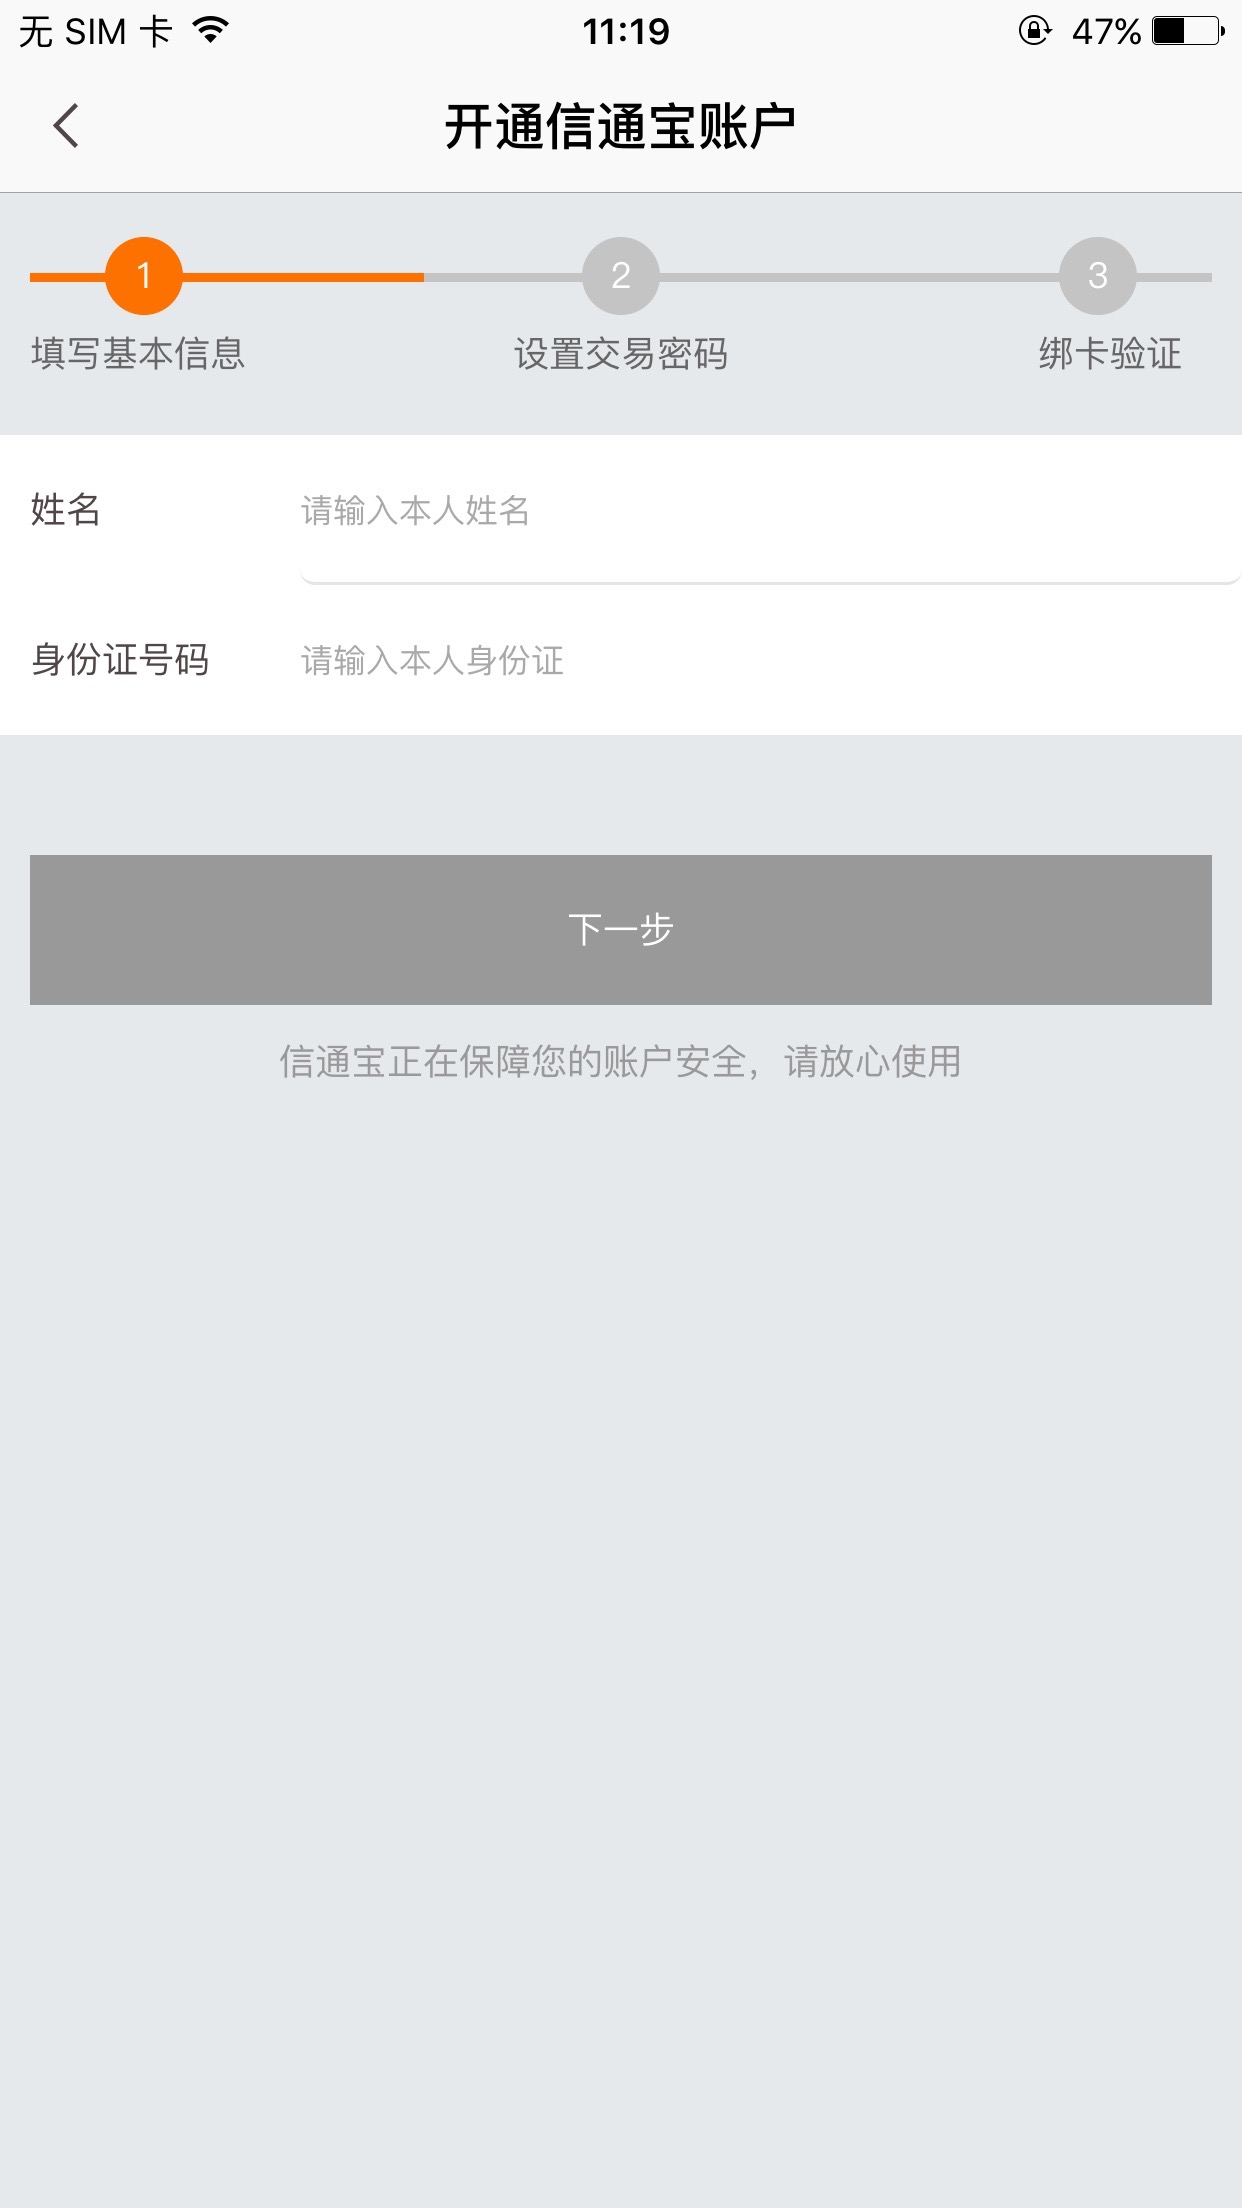 无 SIM 卡 11:19 47%
开通信通宝账户
1 2 3
填写基本信息 设置交易密码 绑卡验证
姓名 请输入本人姓名
身份证号码 请输入本人身份证
下一步
信通宝正在保障您的账户安全，请放心使用